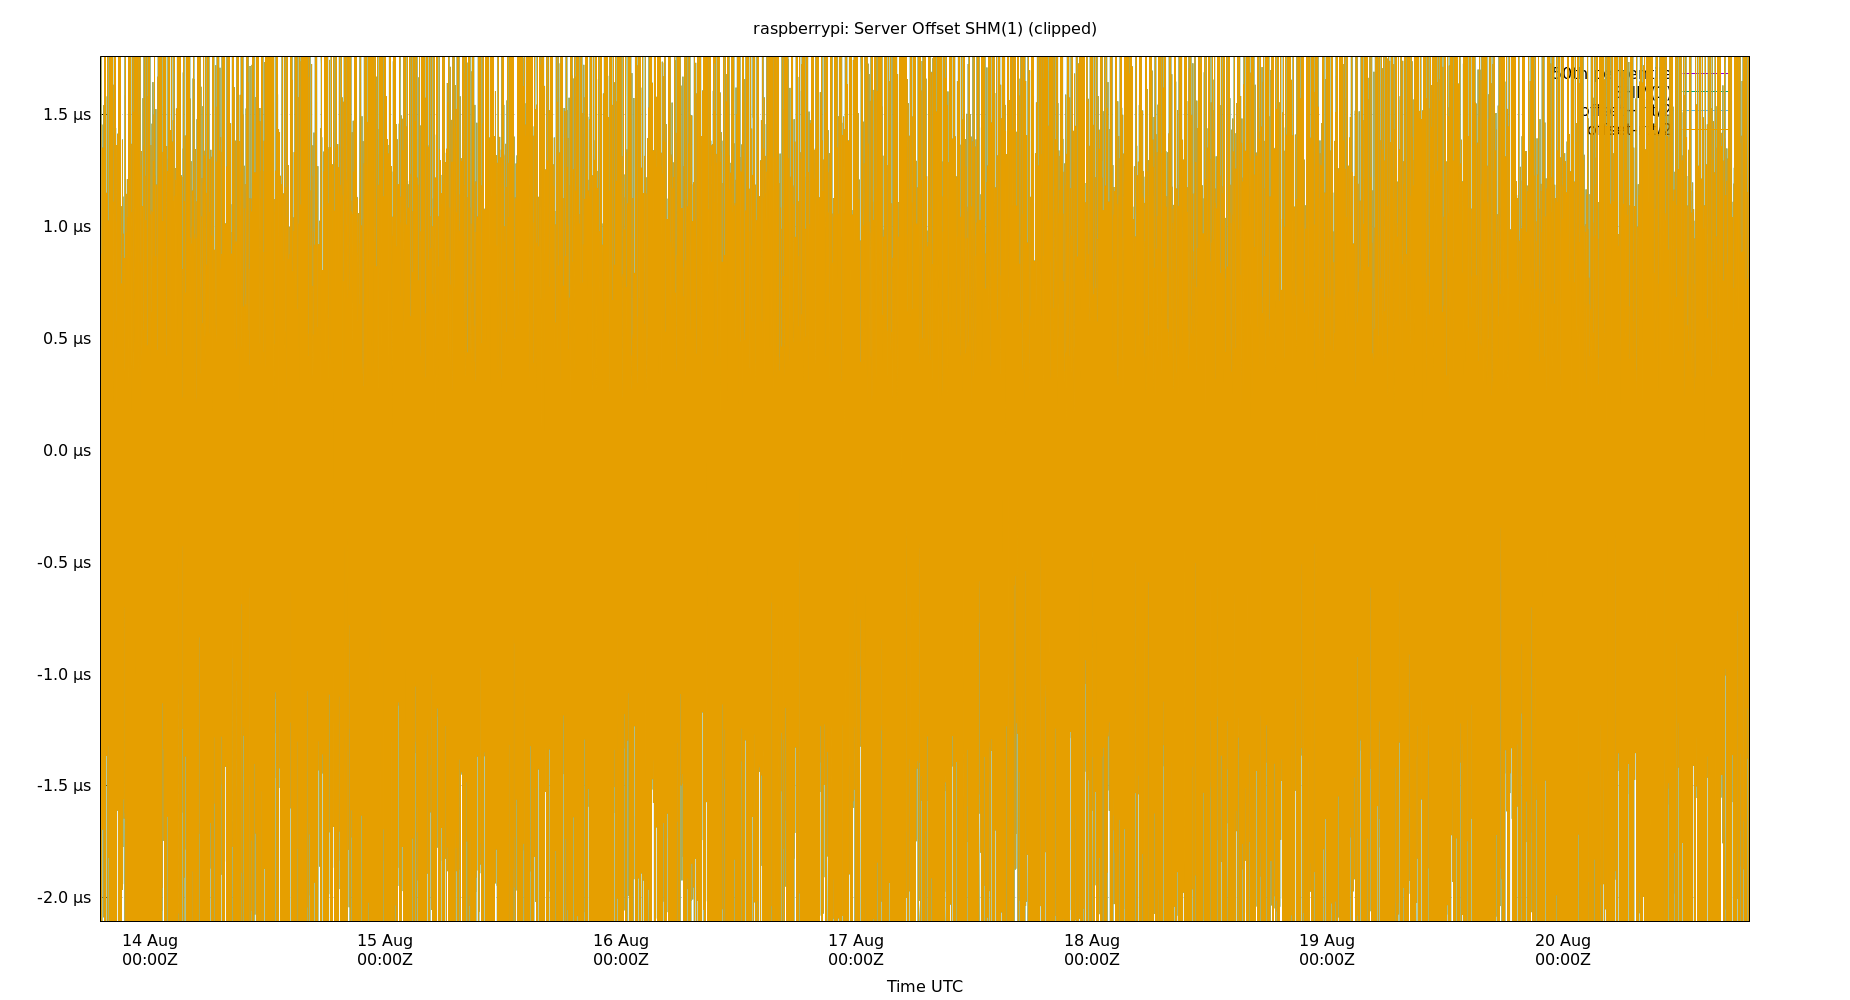 raspberrypi: Server Offset SHM(1) (clipped)
1.5 µs
1.0 µs
0.5 µs
0.0 µs
-0.5 µs
-1.0 µs
-1.5 µs
-2.0 µs
14 Aug 15 Aug 16 Aug 17 Aug 18 Aug 19 Aug 20 Aug
00:00Z 00:00Z 00:00Z 00:00Z 00:00Z 00:00Z 00:00Z
Time UTC